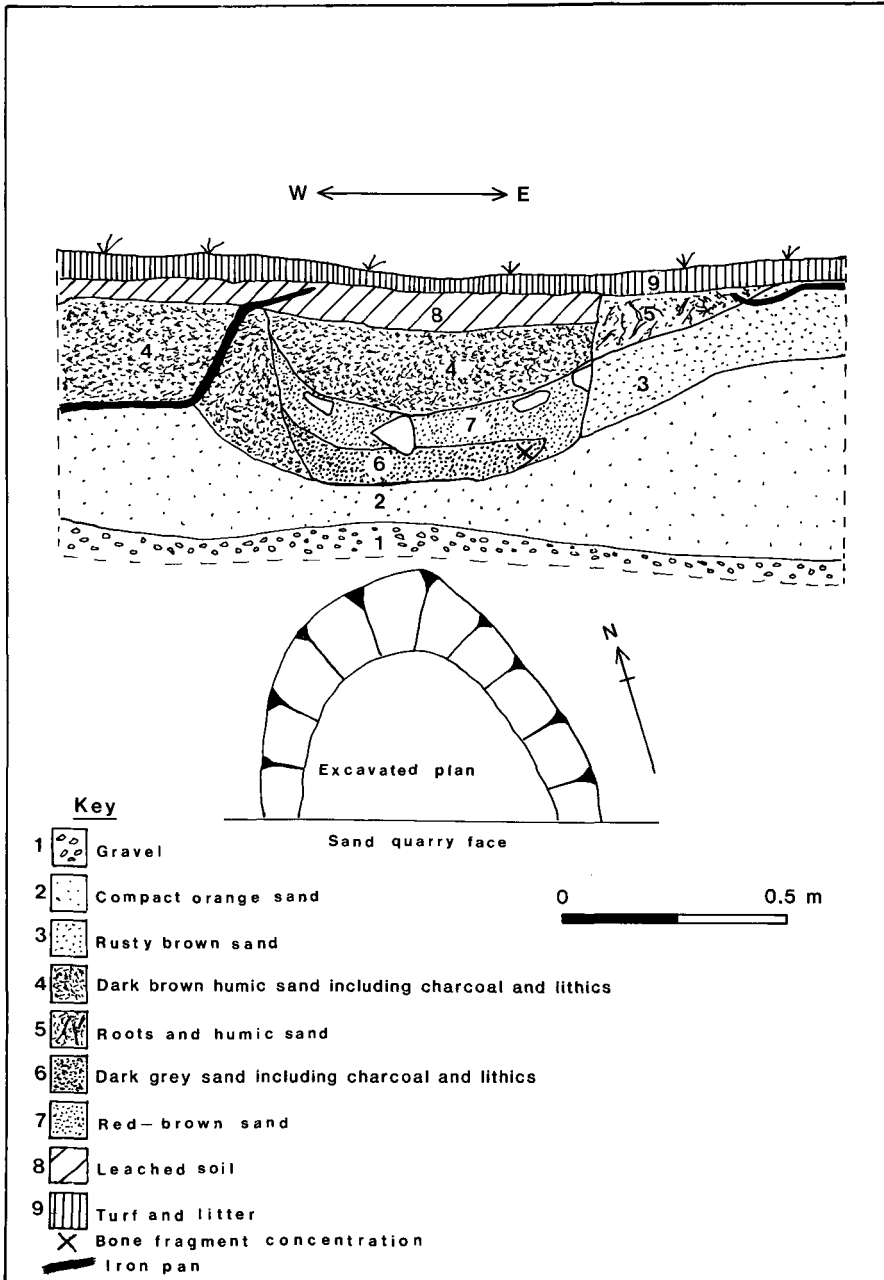 W E
9
8
5
4
4
3
7
6
2
1
N
Excavated plan
Sand quarry face
Key
1 Gravel
2 Compact orange sand
0 0.5 m
3 Rusty brown sand
4 Dark brown humic sand including charcoal and lithics
5 Roots and humic sand
6 Dark grey sand including charcoal and lithics
7 Red-brown sand
8 Leached soil
9 Turf and litter
Bone fragment concentration
Iron pan